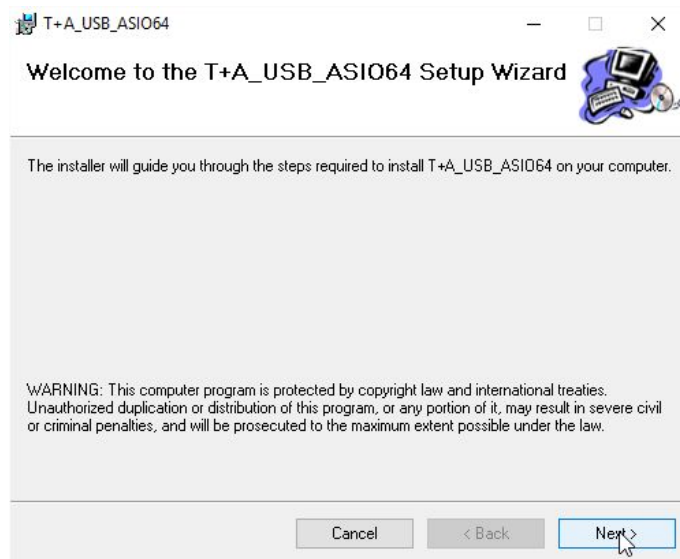 T+A_USB_ASIO64
Welcome to the T+A_USB_ASIO64 Setup Wizard
The installer will guide you through the steps required to install T+A_USB_ASIO64 on your computer.
WARNING: This computer program is protected by copyright law and international treaties.
Unauthorized duplication or distribution of this program, or any portion of it, may result in severe civil
or criminal penalties, and will be prosecuted to the maximum extent possible under the law.
Cancel
< Back
Next >